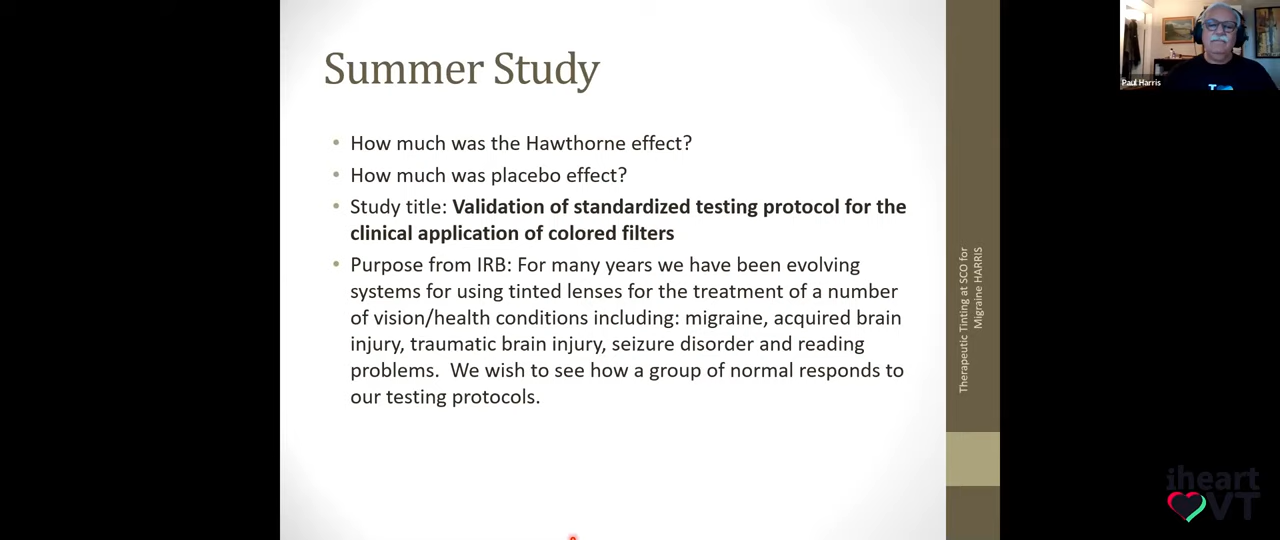 Summer Study
• How much was the Hawthorne effect?
• How much was placebo effect?
• Study title: Validation of standardized testing protocol for the
clinical application of colored filters
• Purpose from IRB: For many years we have been evolving
systems for using tinted lenses for the treatment of a number
of vision/health conditions including: migraine, acquired brain
injury, traumatic brain injury, seizure disorder and reading
problems.  We wish to see how a group of normal responds to
our testing protocols.
Therapeutic Tinting at SCO for
Migraine HARRIS
Paul Harris
iheart
VT